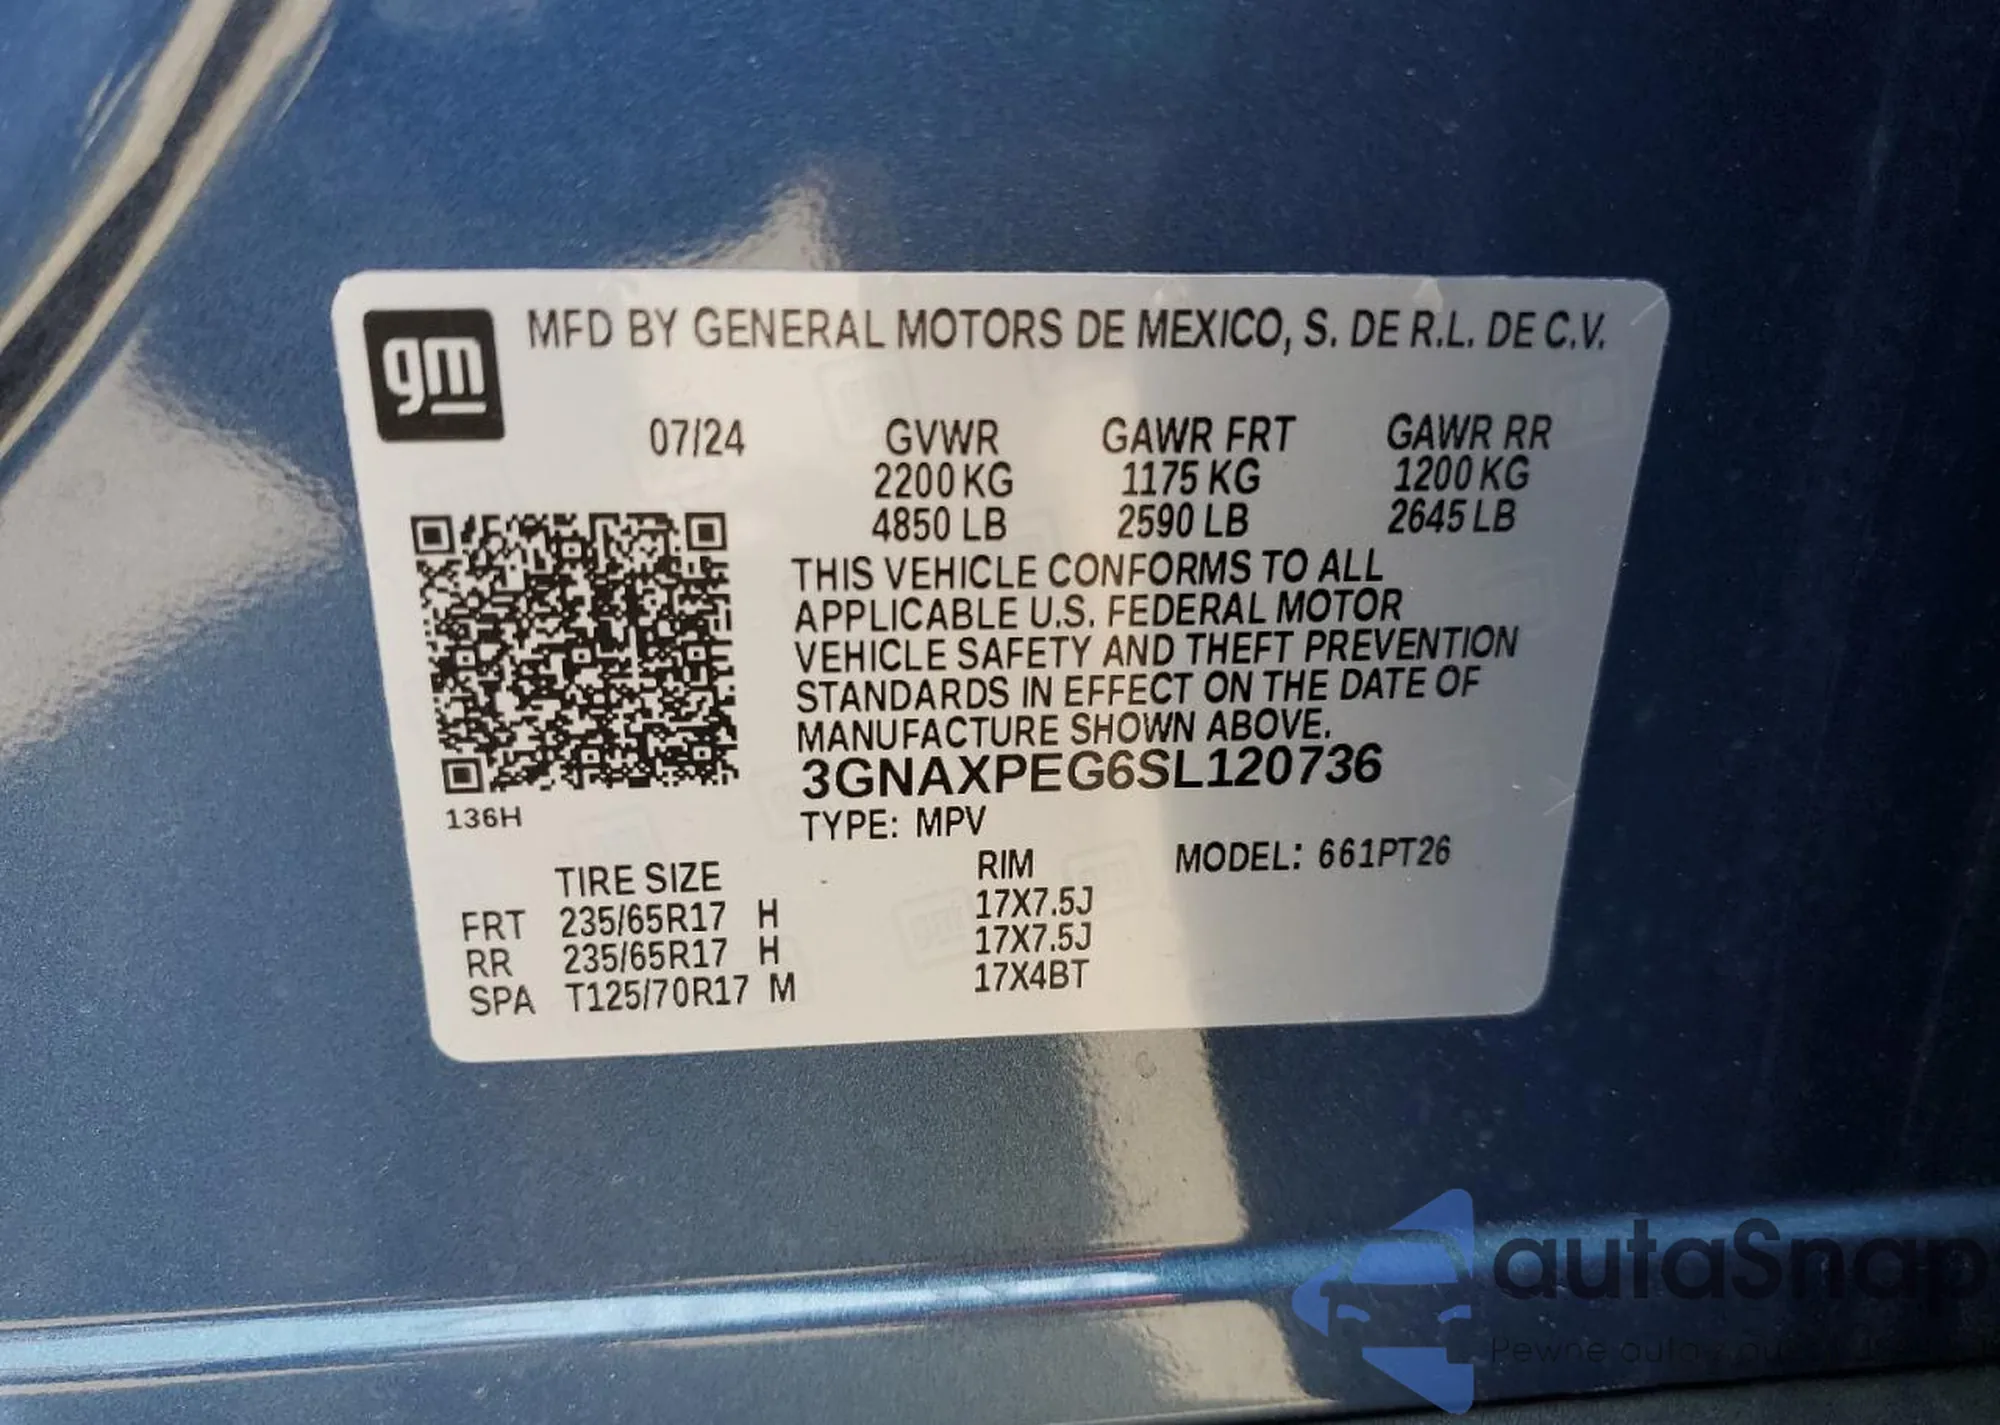 gm
MFD BY GENERAL MOTORS DE MEXICO, S. DE R.L. DE C.V.
07/24 GVWR GAWR FRT GAWR RR
2200 KG 1175 KG 1200 KG
4850 LB 2590 LB 2645 LB
THIS VEHICLE CONFORMS TO ALL
APPLICABLE U.S. FEDERAL MOTOR
VEHICLE SAFETY AND THEFT PREVENTION
STANDARDS IN EFFECT ON THE DATE OF
MANUFACTURE SHOWN ABOVE.
3GNAXPEG6SL120736
136H
TYPE: MPV
MODEL: 661PT26
TIRE SIZE RIM
FRT 235/65R17 H 17X7.5J
RR 235/65R17 H 17X7.5J
SPA T125/70R17 M 17X4BT
autaSnap
Pewne auta